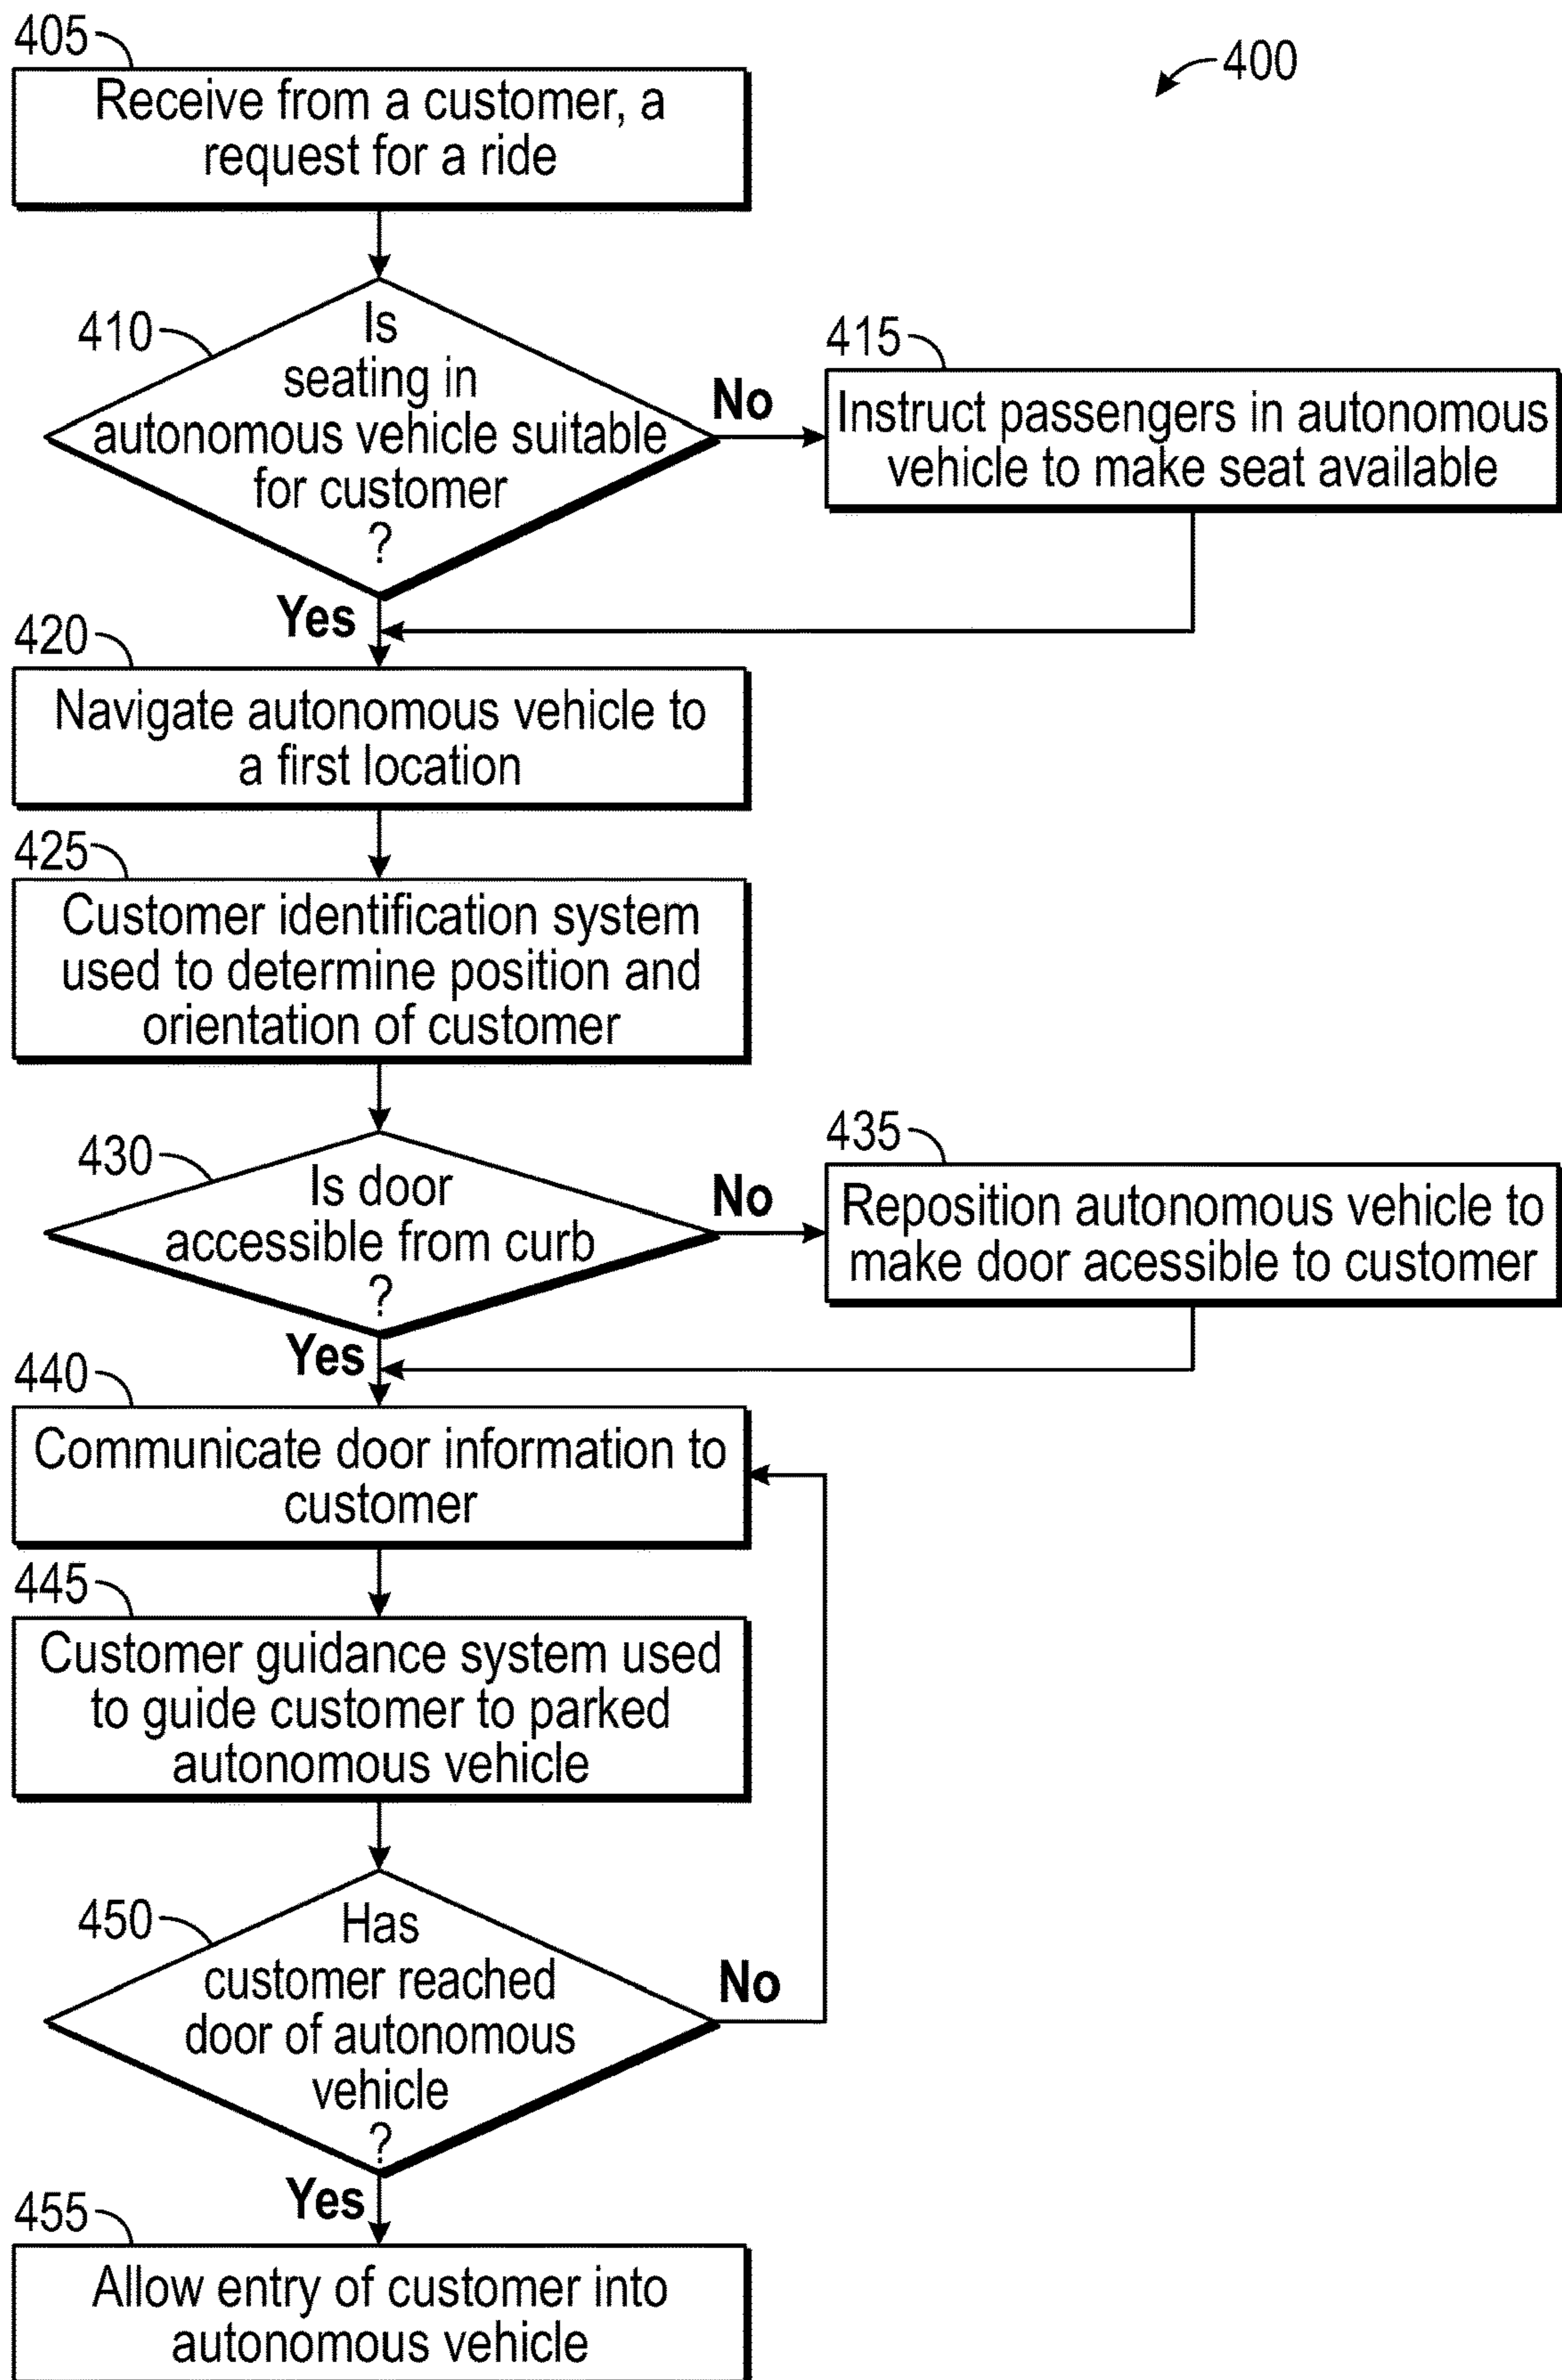 400
405
Receive from a customer, a
request for a ride
410
Is
seating in
autonomous vehicle suitable
for customer
?
No
415
Instruct passengers in autonomous
vehicle to make seat available
Yes
420
Navigate autonomous vehicle to
a first location
425
Customer identification system
used to determine position and
orientation of customer
430
Is door
accessible from curb
?
No
435
Reposition autonomous vehicle to
make door acessible to customer
Yes
440
Communicate door information to
customer
445
Customer guidance system used
to guide customer to parked
autonomous vehicle
450
Has
customer reached
door of autonomous
vehicle
?
No
Yes
455
Allow entry of customer into
autonomous vehicle